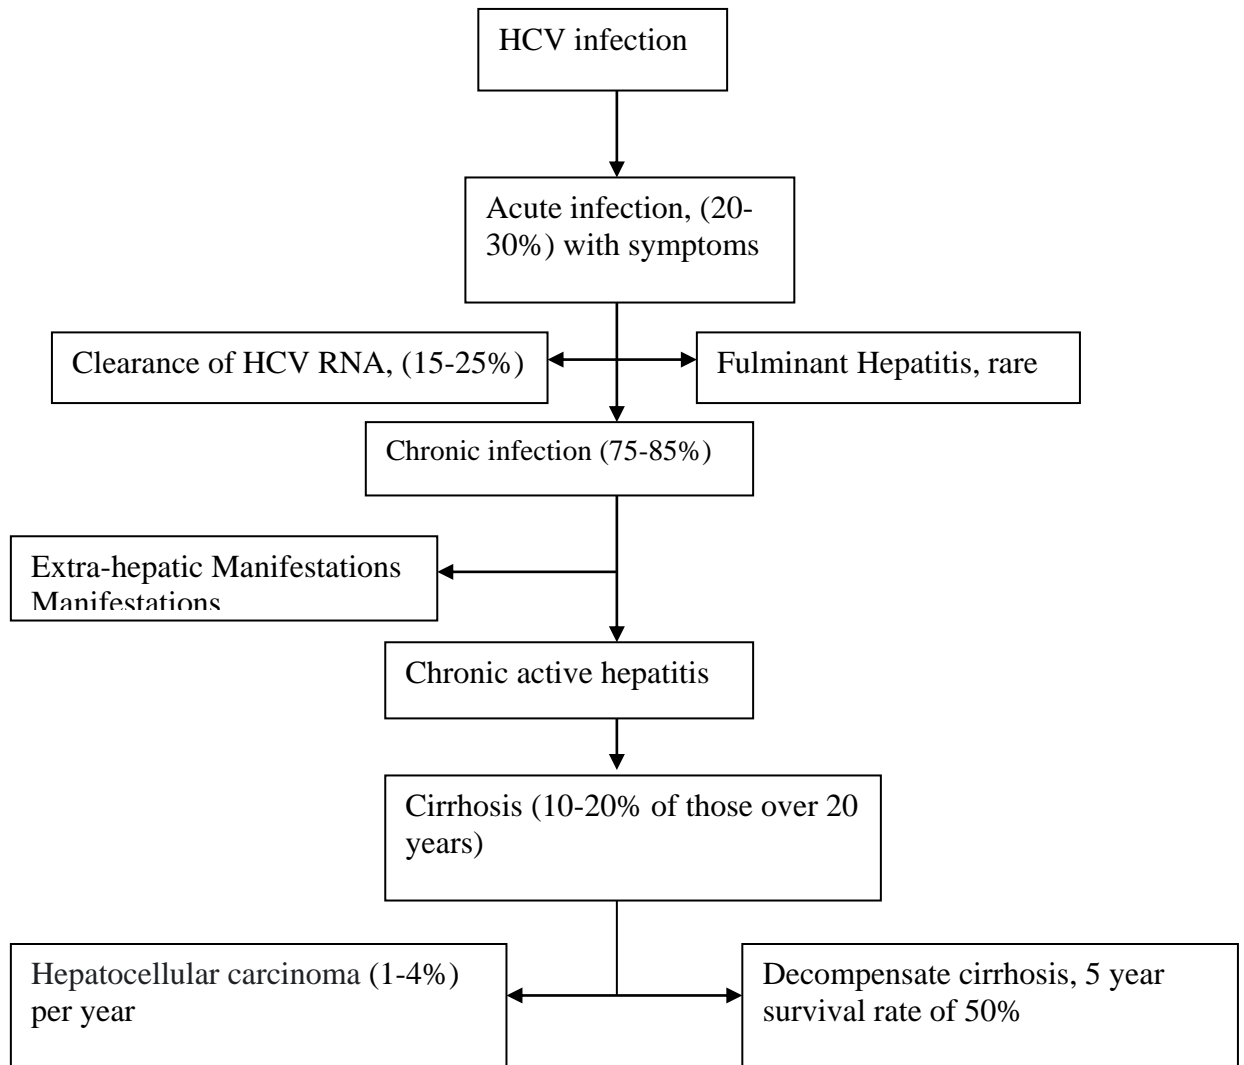 HCV infection
Acute infection, (20-
30%) with symptoms
Clearance of HCV RNA, (15-25%)
Fulminant Hepatitis, rare
Chronic infection (75-85%)
Extra-hepatic Manifestations
Manifestations
Chronic active hepatitis
Cirrhosis (10-20% of those over 20
years)
Hepatocellular carcinoma (1-4%)
per year
Decompensate cirrhosis, 5 year
survival rate of 50%